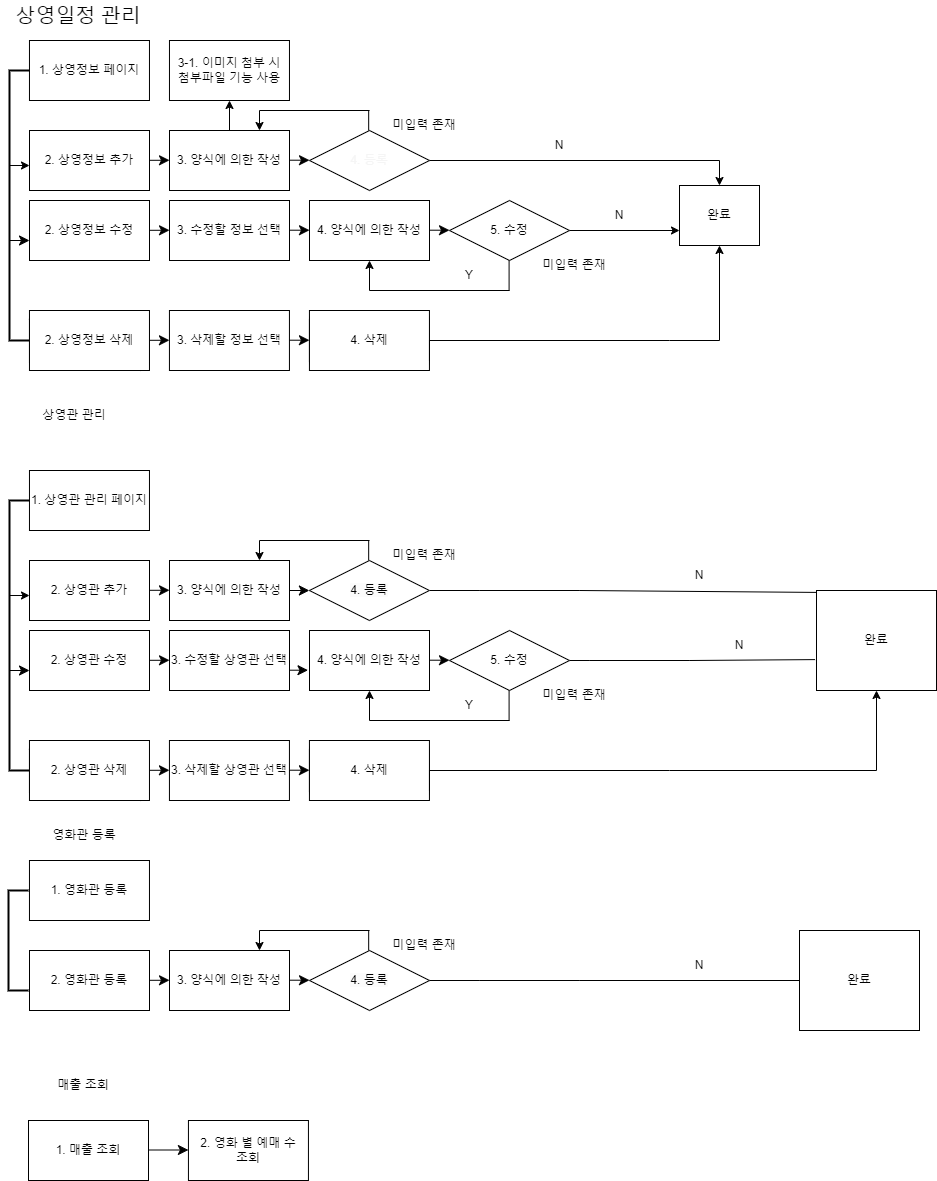 상영일정 관리
1. 상영정보 페이지
3-1. 이미지 첨부 시
첨부파일 기능 사용
미입력 존재
2. 상영정보 추가
3. 양식에 의한 작성
4. 등록
N
2. 상영정보 수정
3. 수정할 정보 선택
4. 양식에 의한 작성
5. 수정
N
완료
미입력 존재
Y
2. 상영정보 삭제
3. 삭제할 정보 선택
4. 삭제
상영관 관리
1. 상영관 관리 페이지
미입력 존재
2. 상영관 추가
3. 양식에 의한 작성
4. 등록
N
2. 상영관 수정
3. 수정할 상영관 선택
4. 양식에 의한 작성
5. 수정
N
완료
미입력 존재
Y
2. 상영관 삭제
3. 삭제할 상영관 선택
4. 삭제
영화관 등록
1. 영화관 등록
미입력 존재
2. 영화관 등록
3. 양식에 의한 작성
4. 등록
N
완료
매출 조회
1. 매출 조회
2. 영화 별 예매 수
조회